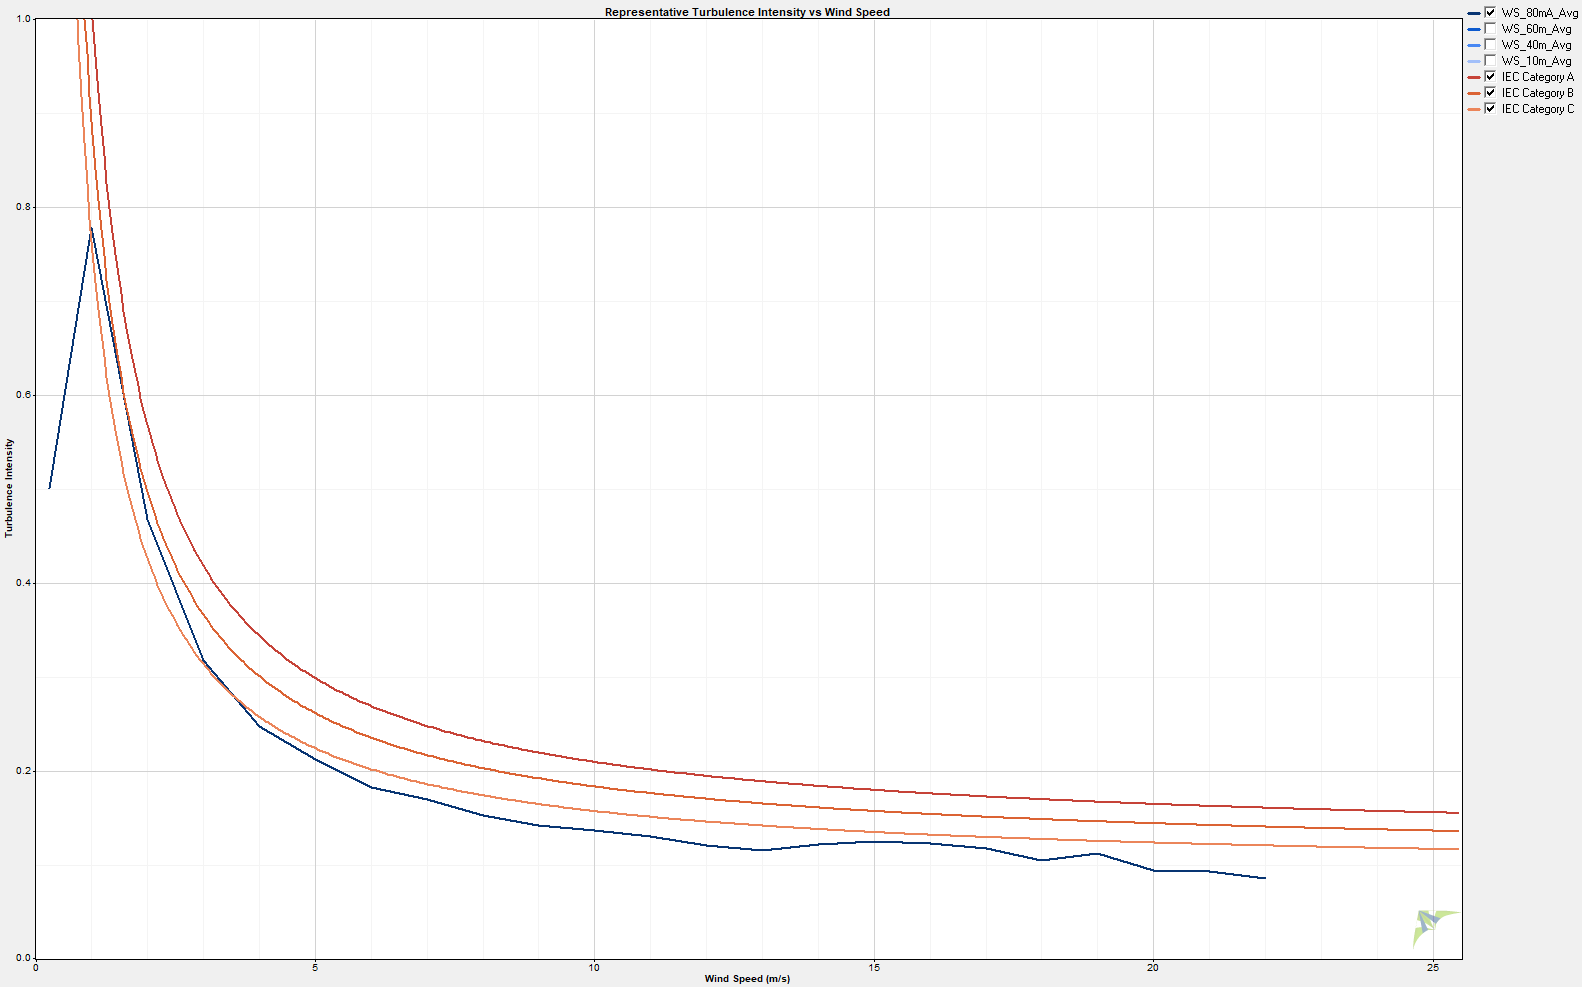 Representative Turbulence Intensity vs Wind Speed
WS_80mA_Avg
WS_60m_Avg
WS_40m_Avg
WS_10m_Avg
IEC Category A
IEC Category B
IEC Category C
Turbulence Intensity
1.0
0.8
0.6
0.4
0.2
0.0
0 5 10 15 20 25
Wind Speed (m/s)